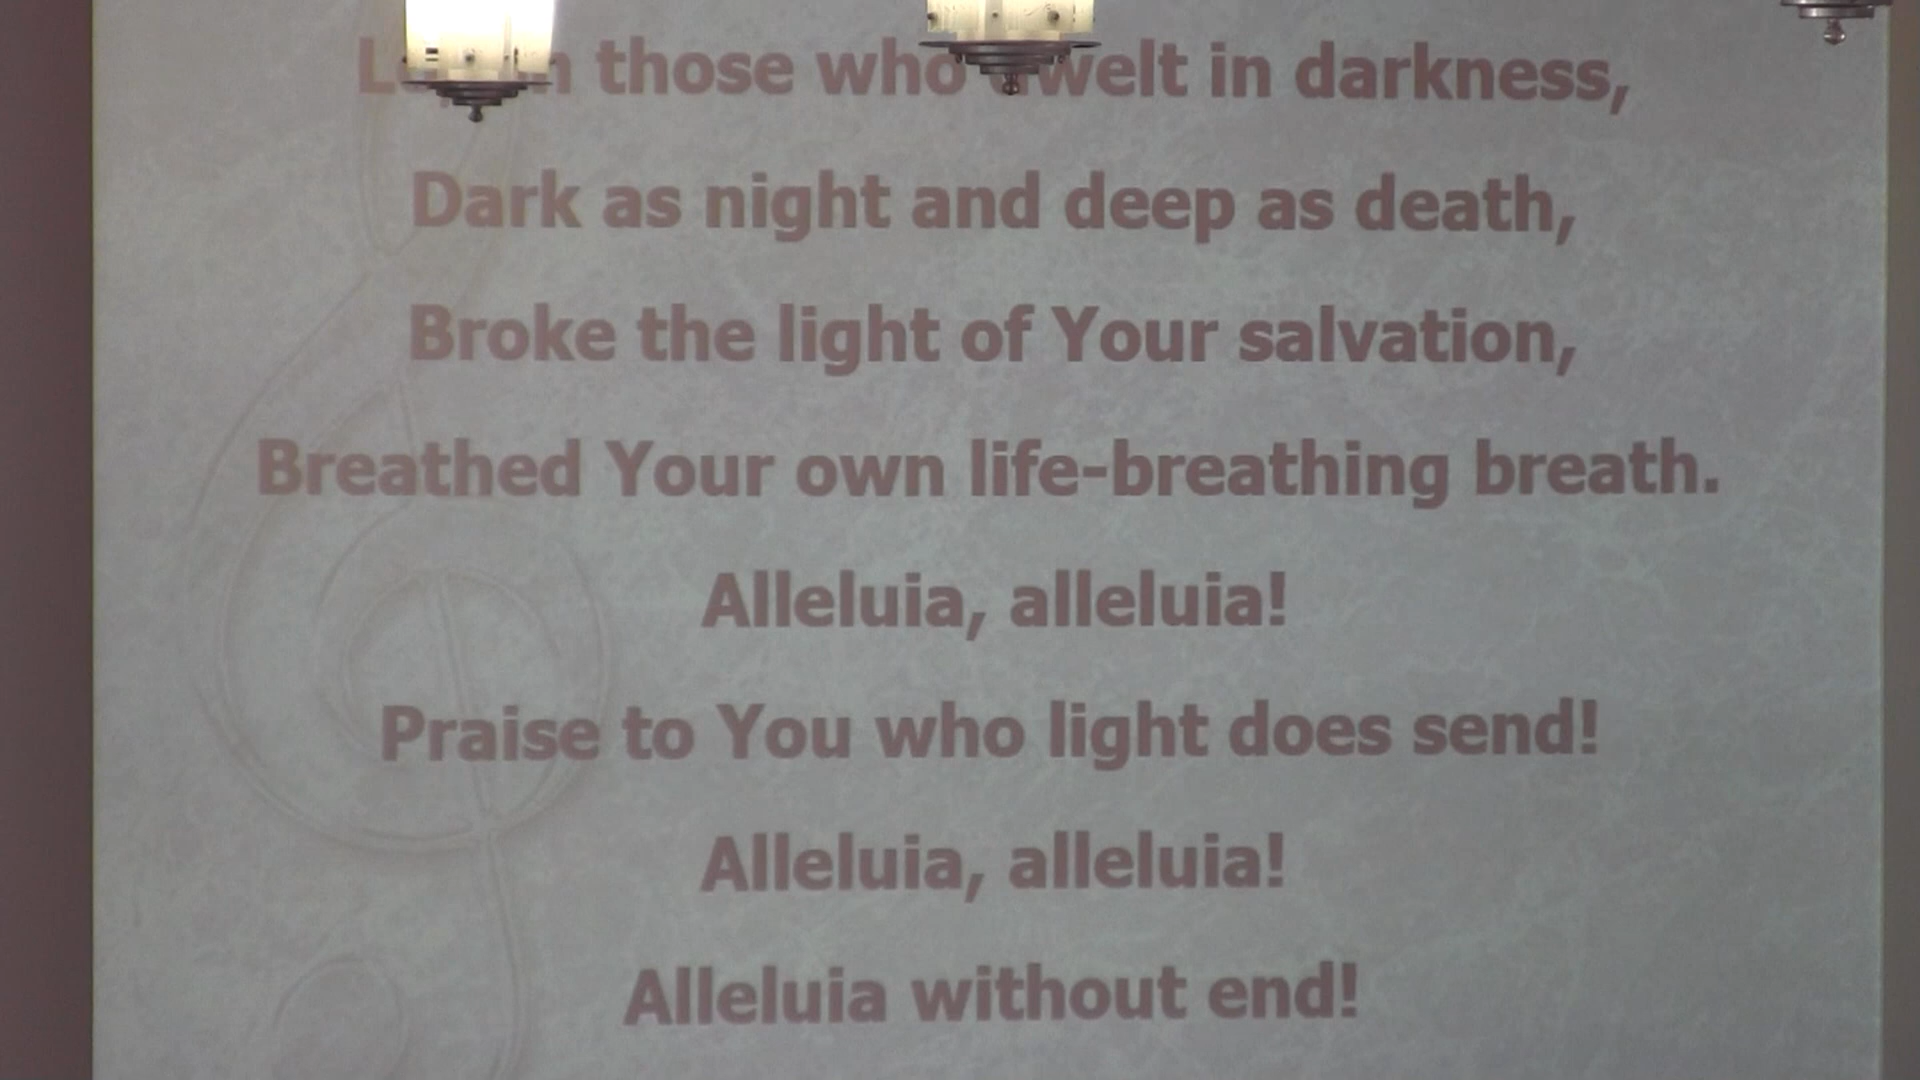 those who dwelt in darkness,
Dark as night and deep as death,
Broke the light of Your salvation,
Breathed Your own life-breathing breath.
Alleluia, alleluia!
Praise to You who light does send!
Alleluia, alleluia!
Alleluia without end!